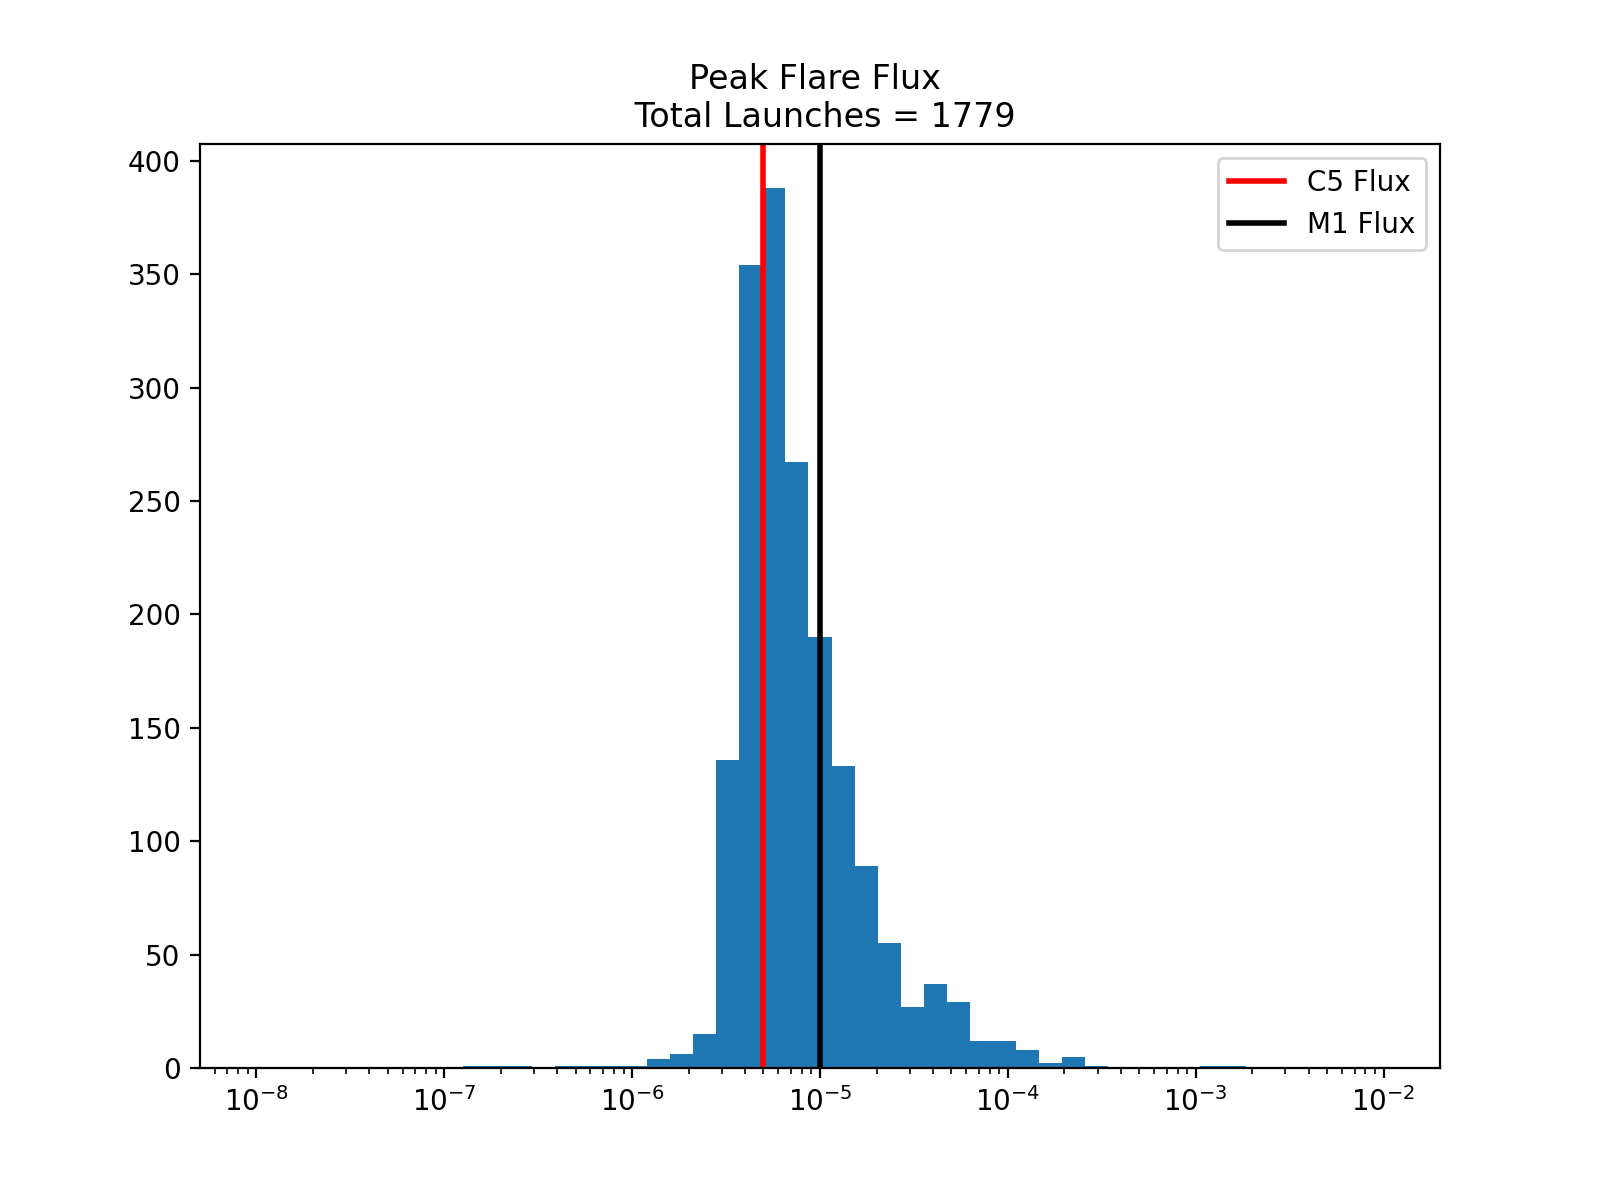 Peak Flare Flux
Total Launches = 1779
C5 Flux
M1 Flux
400
350
300
250
200
150
100
50
0
10⁻⁸ 10⁻⁷ 10⁻⁶ 10⁻⁵ 10⁻⁴ 10⁻³ 10⁻²